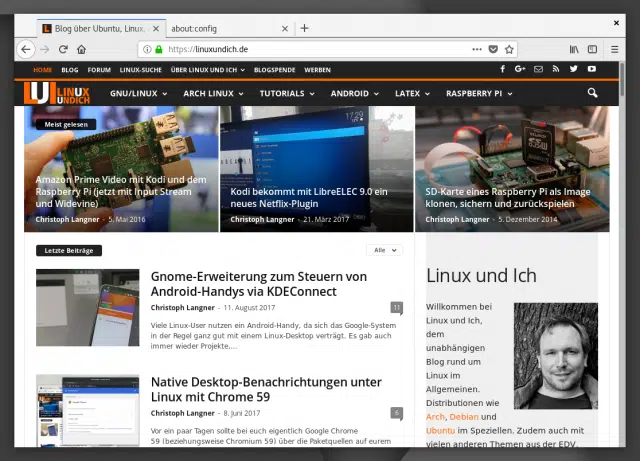 Blog über Ubuntu, Linux,
about:config
https://linuxundich.de
HOME BLOG FORUM LINUX-SUCHE ÜBER LINUX UND ICH BLOGSPENDE WERBEN
LINUX
UNDICH
GNU/LINUX ARCH LINUX TUTORIALS ANDROID LATEX RASPBERRY PI
Meist gelesen
Amazon Prime Video mit Kodi und dem
Raspberry Pi (jetzt mit Input Stream
und Widevine)
Christoph Langner - 5. Mai 2016
Kodi bekommt mit LibreELEC 9.0 ein
neues Netflix-Plugin
Christoph Langner - 21. März 2017
SD-Karte eines Raspberry Pi als Image
klonen, sichern und zurückspielen
Christoph Langner - 5. Dezember 2014
Letzte Beiträge
Alle
Gnome-Erweiterung zum Steuern von
Android-Handys via KDEConnect
Christoph Langner - 11. August 2017
11
Viele Linux-User nutzen ein Android-Handy, da sich das Google-System
in der Regel ganz gut mit einem Linux-Desktop verträgt. Es gab auch
immer wieder Projekte,...
Native Desktop-Benachrichtungen unter
Linux mit Chrome 59
Christoph Langner - 8. Juni 2017
6
Vor ein paar Tagen sollte bei euch eigentlich Google Chrome
59 (beziehungsweise Chromium 59) über die Paketquellen auf eurem
Linux und Ich
Willkommen bei
Linux und Ich,
dem
unabhängigen
Blog rund um
Linux im
Allgemeinen.
Distributionen wie
Arch, Debian und
Ubuntu im Speziellen. Zudem auch mit
vielen anderen Themen aus der EDV.